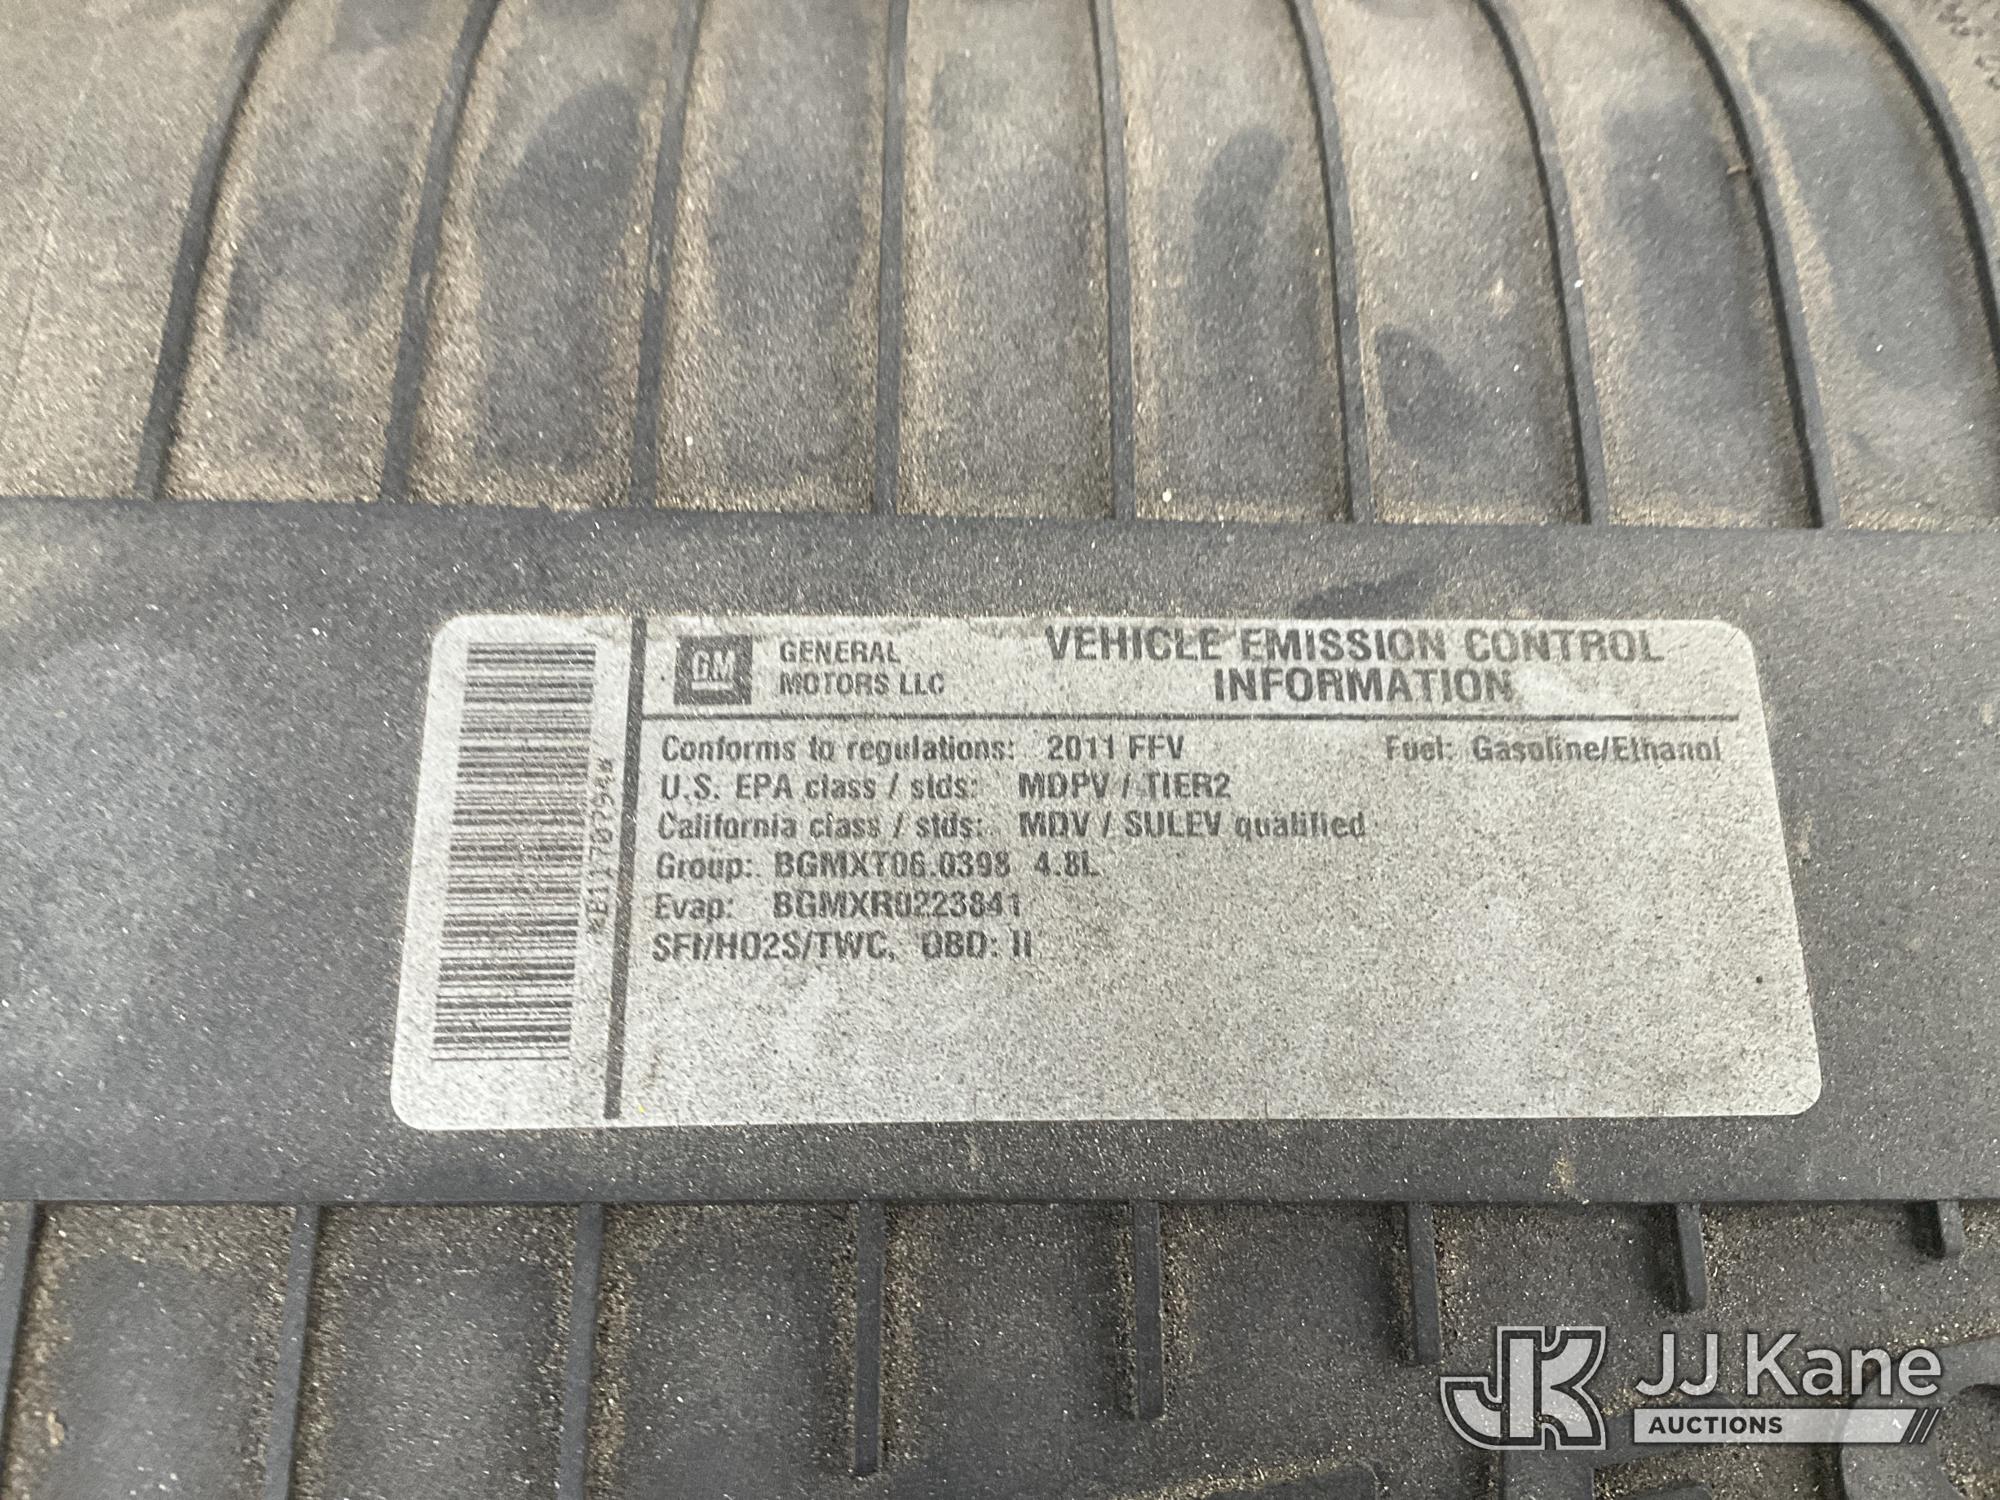 GM
GENERAL
MOTORS LLC
VEHICLE EMISSION CONTROL
INFORMATION
Conforms to regulations: 2011 FFV Fuel: Gasoline/Ethanol
U.S. EPA class / stds: MDPV / TIER2
California class / stds: MDV / SULEV qualified
Group: BGMXT06.0398 4.8L
Evap: BGMXR0223841
SFI/HO2S/TWC, OBD: II
JK
JJ Kane
AUCTIONS